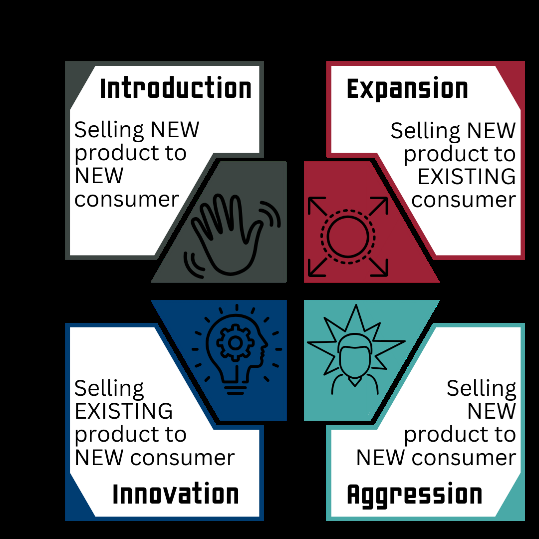 Introduction
Selling NEW
product to
NEW
consumer
Expansion
Selling NEW
product to
EXISTING
consumer
Selling
EXISTING
product to
NEW consumer
Innovation
Selling
NEW
product to
NEW consumer
Aggression